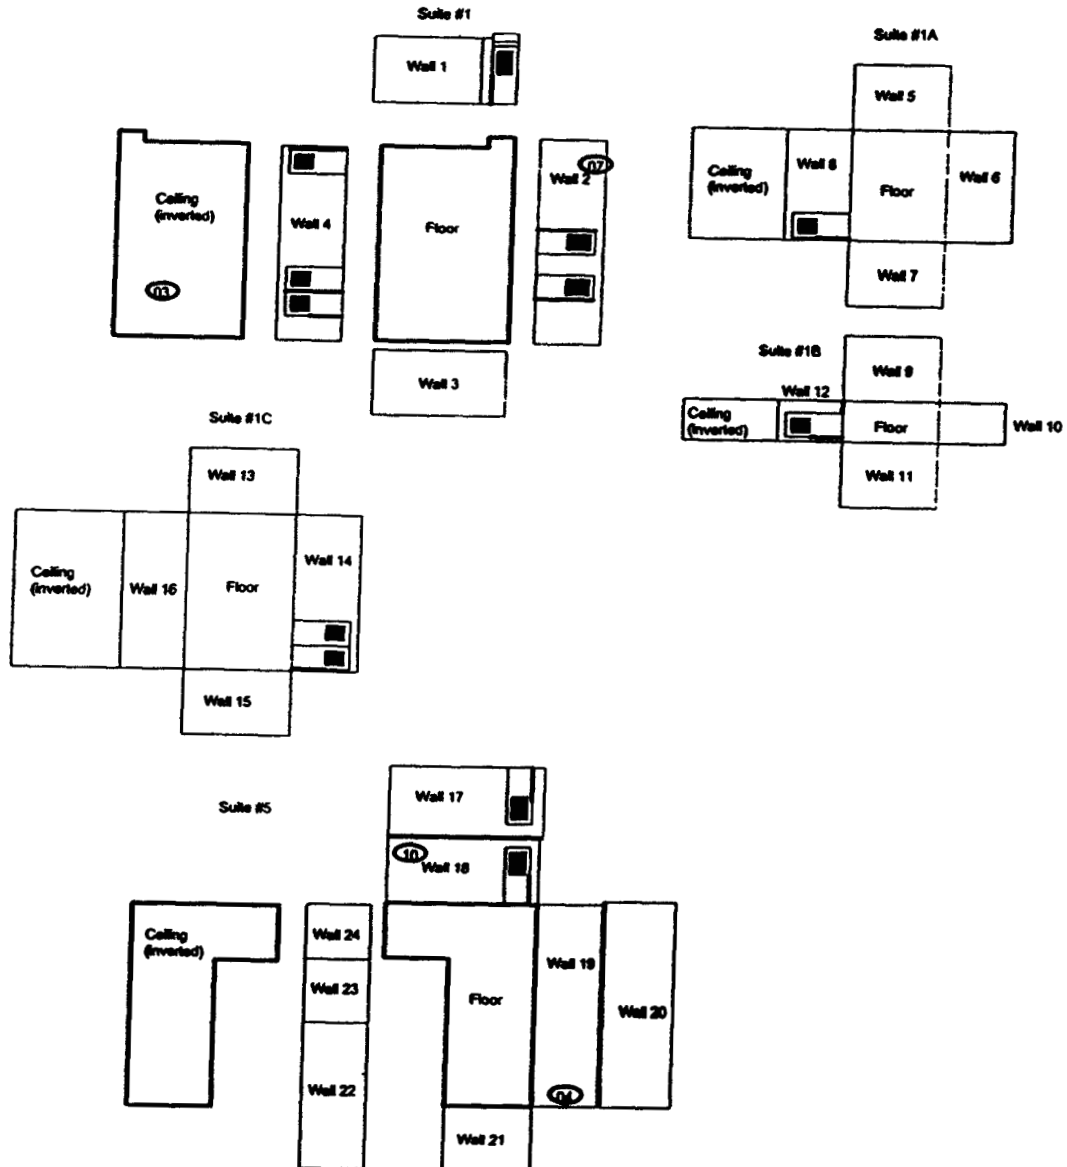 Suite #1
Wall 1
Ceiling
(inverted)
03
Wall 4
Floor
Wall 2
07
Wall 3
Suite #1A
Wall 5
Ceiling
(inverted)
Wall 8
Floor
Wall 6
Wall 7
Suite #1B
Wall 9
Wall 12
Ceiling
(inverted)
Floor
Wall 10
Wall 11
Suite #1C
Wall 13
Ceiling
(inverted)
Wall 16
Floor
Wall 14
Wall 15
Suite #5
Wall 17
10
Wall 18
Ceiling
(inverted)
Wall 24
Wall 23
Wall 22
Floor
Wall 19
Wall 20
04
Wall 21